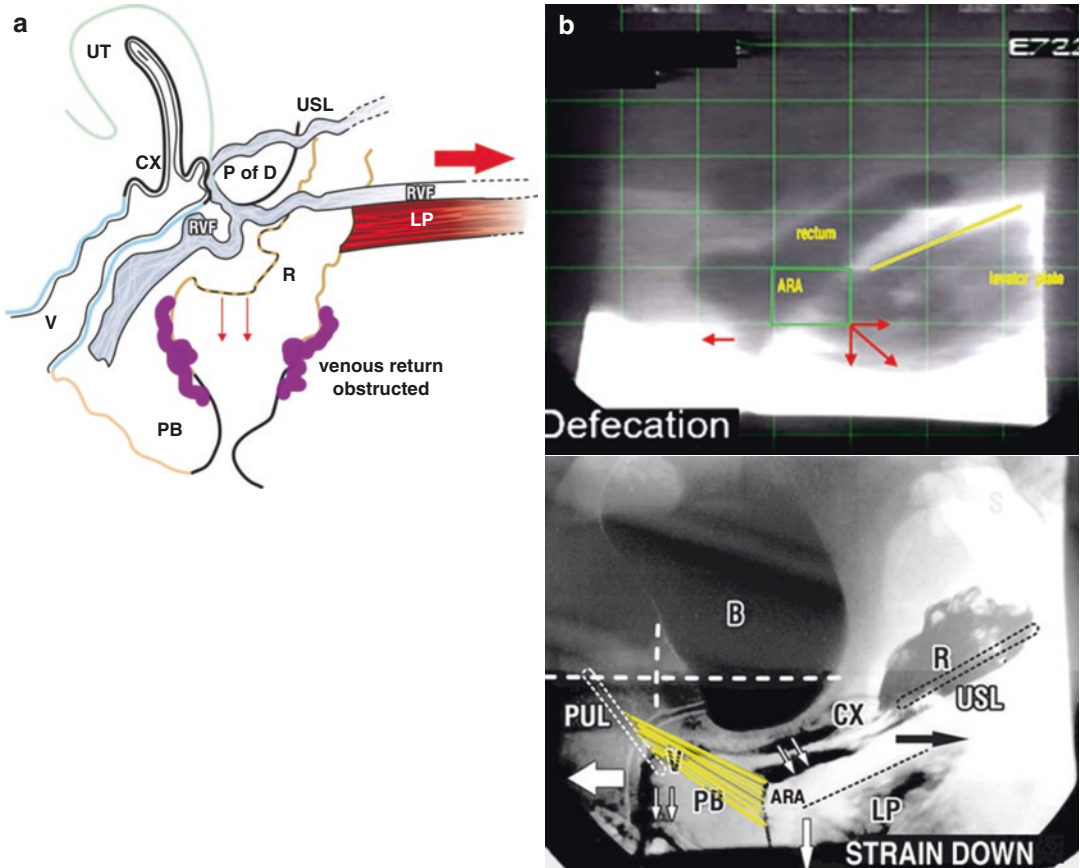 a
UT
USL
CX
P of D
RVF
LP
RVF
R
V
venous return
obstructed
PB
b
rectum
ARA
levator plate
Defecation
S
B
R
USL
CX
PUL
V
PB
ARA
LP
STRAIN DOWN